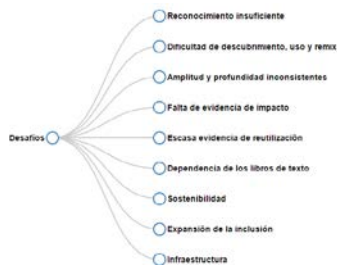 Reconocimiento insuficiente
Dificultad de descubrimiento, uso y remix
Amplitud y profundidad inconsistentes
Falta de evidencia de impacto
Desafíos
Escasa evidencia de reutilización
Dependencia de los libros de texto
Sostenibilidad
Expansión de la inclusión
Infraestructura